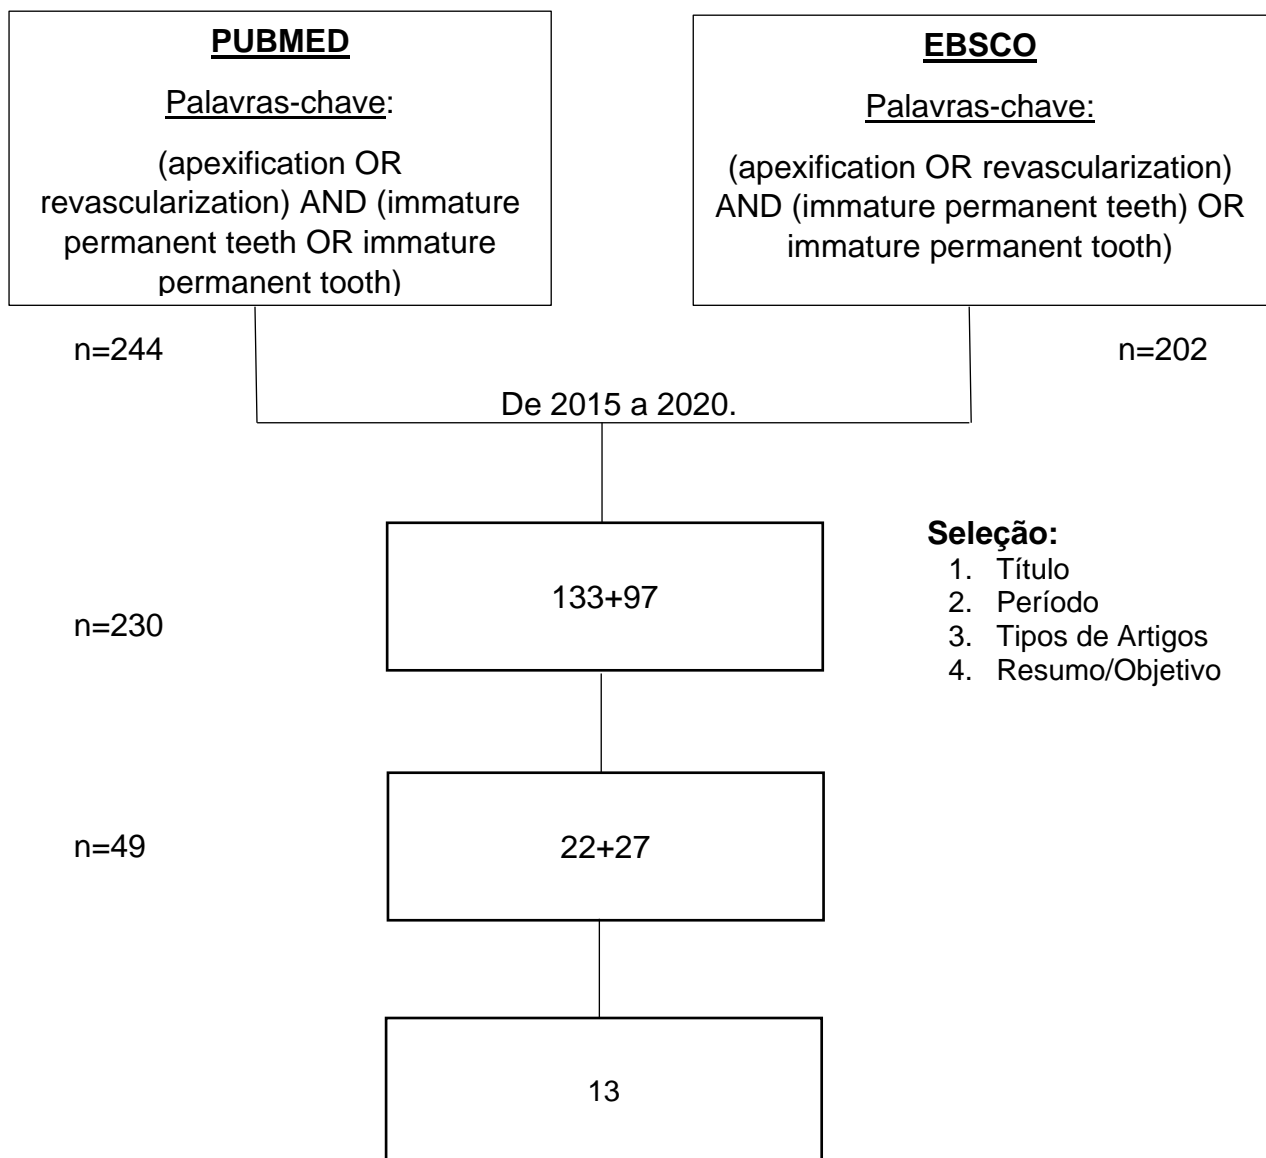 PUBMED
Palavras-chave:
(apexification OR
revascularization) AND (immature
permanent teeth OR immature
permanent tooth)
EBSCO
Palavras-chave:
(apexification OR revascularization)
AND (immature permanent teeth) OR
immature permanent tooth)
n=244
n=202
De 2015 a 2020.
133+97
n=230
Seleção:
1. Título
2. Período
3. Tipos de Artigos
4. Resumo/Objetivo
n=49
22+27
13